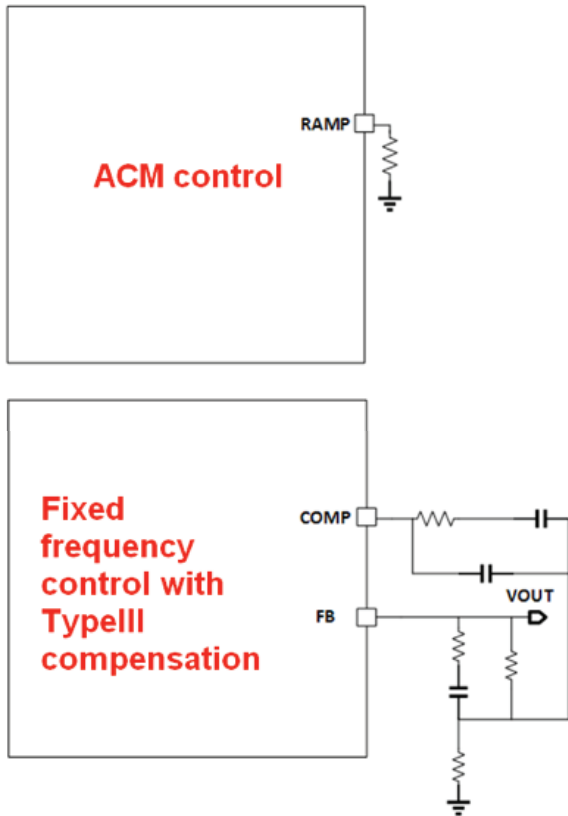 RAMP
ACM control
COMP
Fixed
frequency
control with
TypeIII
compensation
VOUT
FB